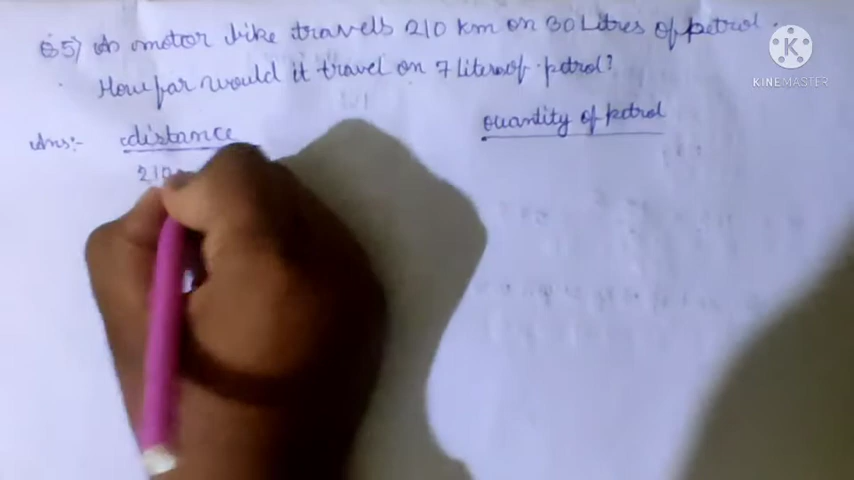 Q5) A motor bike travels 210 km on 30 Litres of petrol.
How far would it travel on 7 liters of petrol?
Ans:- distance quantity of petrol
210
KINEMASTER